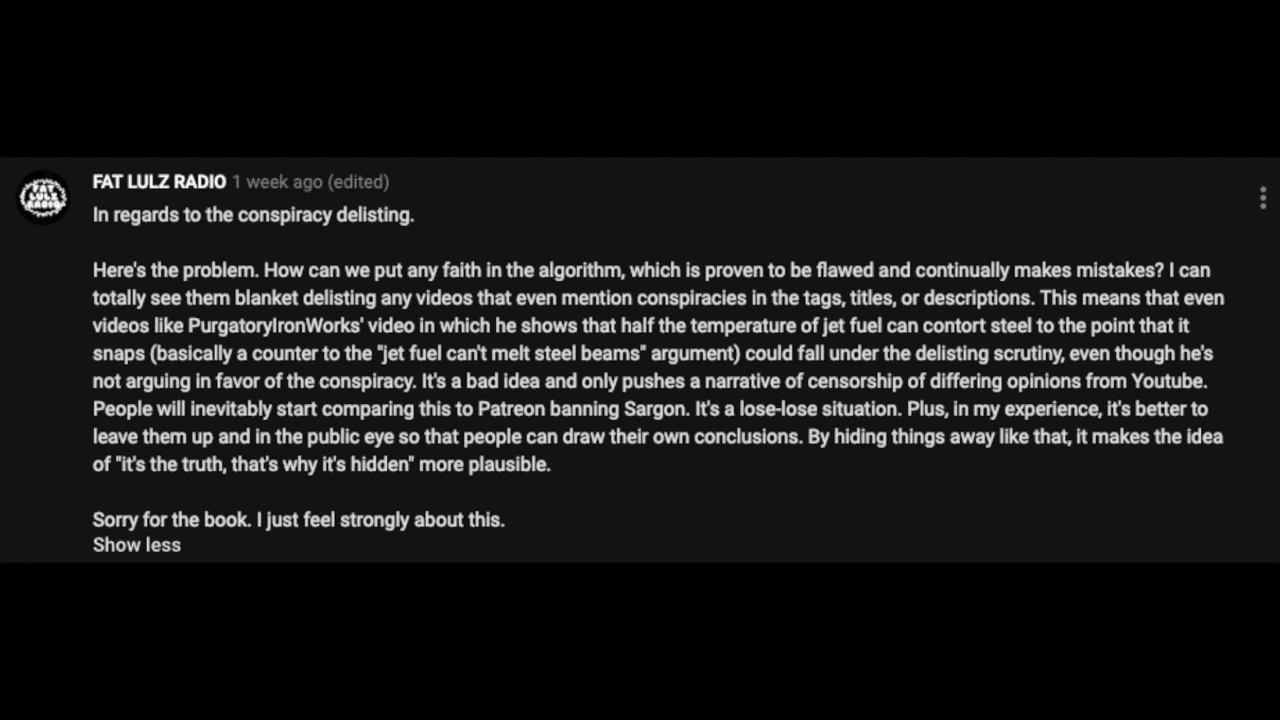 FAT LULZ RADIO
FAT LULZ RADIO 1 week ago (edited)
In regards to the conspiracy delisting.
Here's the problem. How can we put any faith in the algorithm, which is proven to be flawed and continually makes mistakes? I can
totally see them blanket delisting any videos that even mention conspiracies in the tags, titles, or descriptions. This means that even
videos like PurgatoryIronWorks' video in which he shows that half the temperature of jet fuel can contort steel to the point that it
snaps (basically a counter to the "jet fuel can't melt steel beams" argument) could fall under the delisting scrutiny, even though he's
not arguing in favor of the conspiracy. It's a bad idea and only pushes a narrative of censorship of differing opinions from Youtube.
People will inevitably start comparing this to Patreon banning Sargon. It's a lose-lose situation. Plus, in my experience, it's better to
leave them up and in the public eye so that people can draw their own conclusions. By hiding things away like that, it makes the idea
of "it's the truth, that's why it's hidden" more plausible.
Sorry for the book. I just feel strongly about this.
Show less